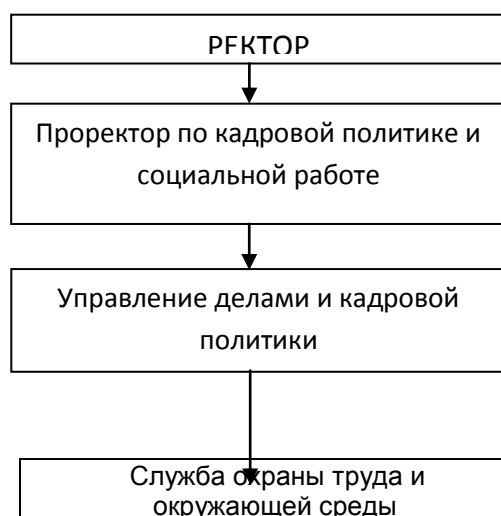 РЕКТОР
Проректор по кадровой политике и
социальной работе
Управление делами и кадровой
политики
Служба охраны труда и
окружающей среды